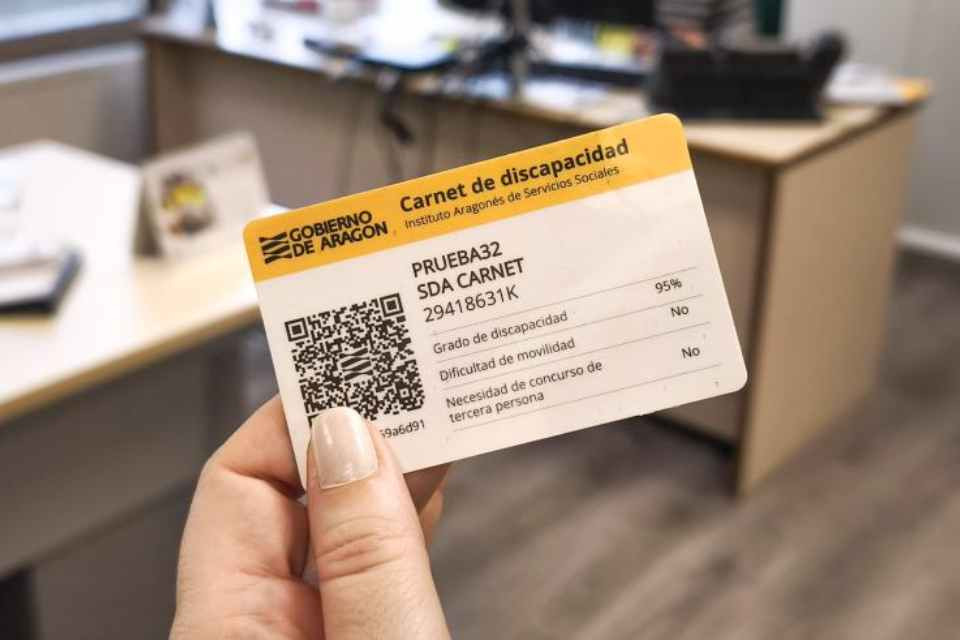 GOBIERNO
DE ARAGON
Carnet de discapacidad
Instituto Aragonés de Servicios Sociales
PRUEBA32
SDA CARNET
29418631K
Grado de discapacidad 95%
Dificultad de movilidad No
Necesidad de concurso de No
tercera persona
59a6d91